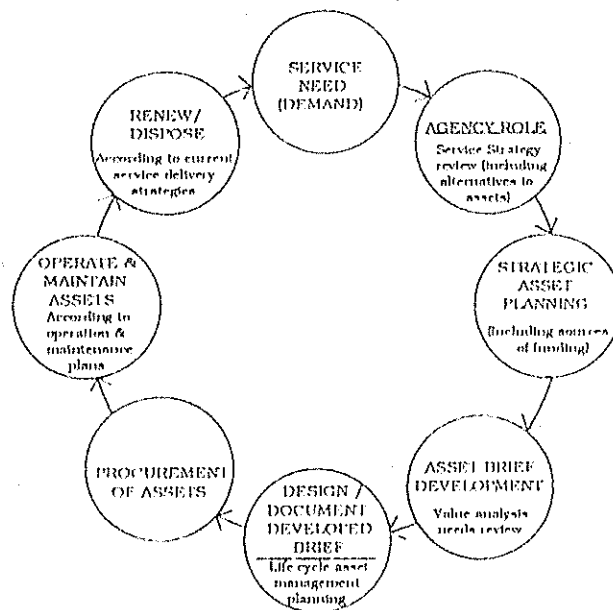 SERVICE
NEED
(DEMAND)
AGENCY ROLE
Service Strategy
review (including
alternatives to
assets)
STRATEGIC
ASSET
PLANNING
(Including sources
of funding)
ASSET BRIEF
DEVELOPMENT
Value analysis
needs review
DESIGN /
DOCUMENT
DEVELOPED
BRIEF
Life cycle asset
management
planning
PROCUREMENT
OF ASSETS
OPERATE &
MAINTAIN
ASSETS
According to
operation &
maintenance
plans
RENEW/
DISPOSE
According to current
service delivery
strategies